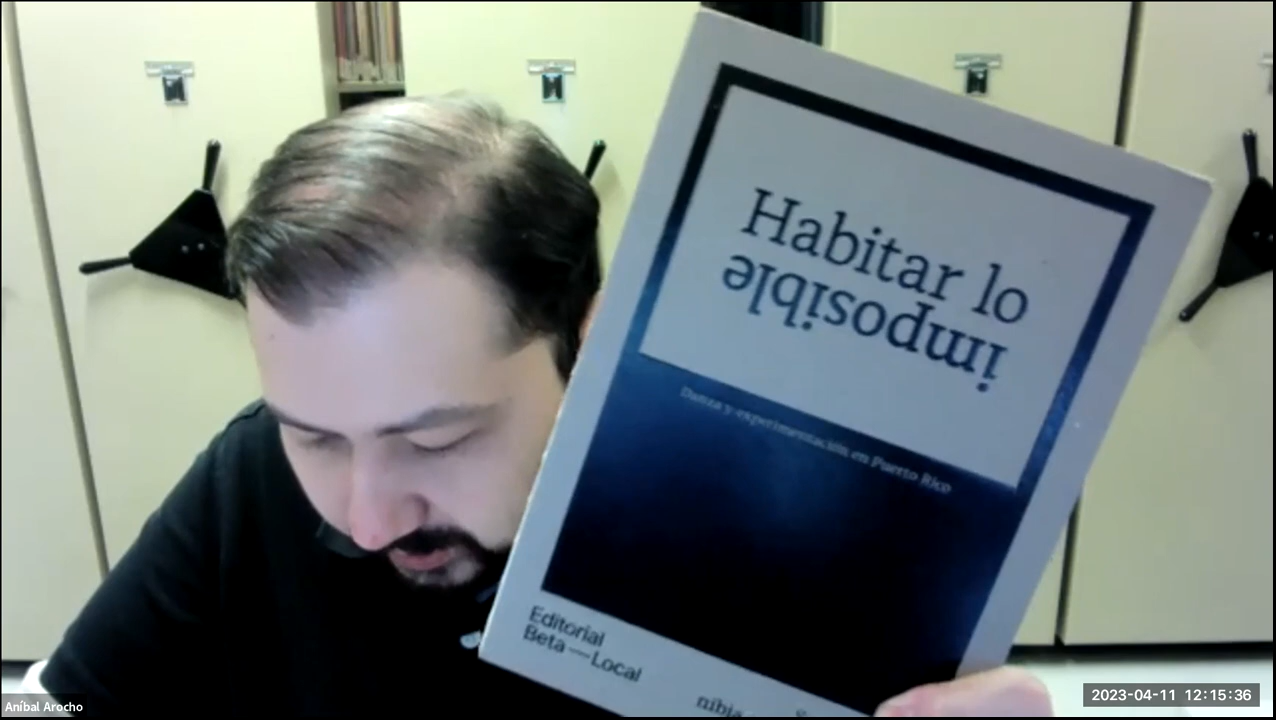 Habitar lo
imposible
Danza y experimentación en Puerto Rico
Editorial
Beta — Local
Aníbal Arocho
2023-04-11 12:15:36